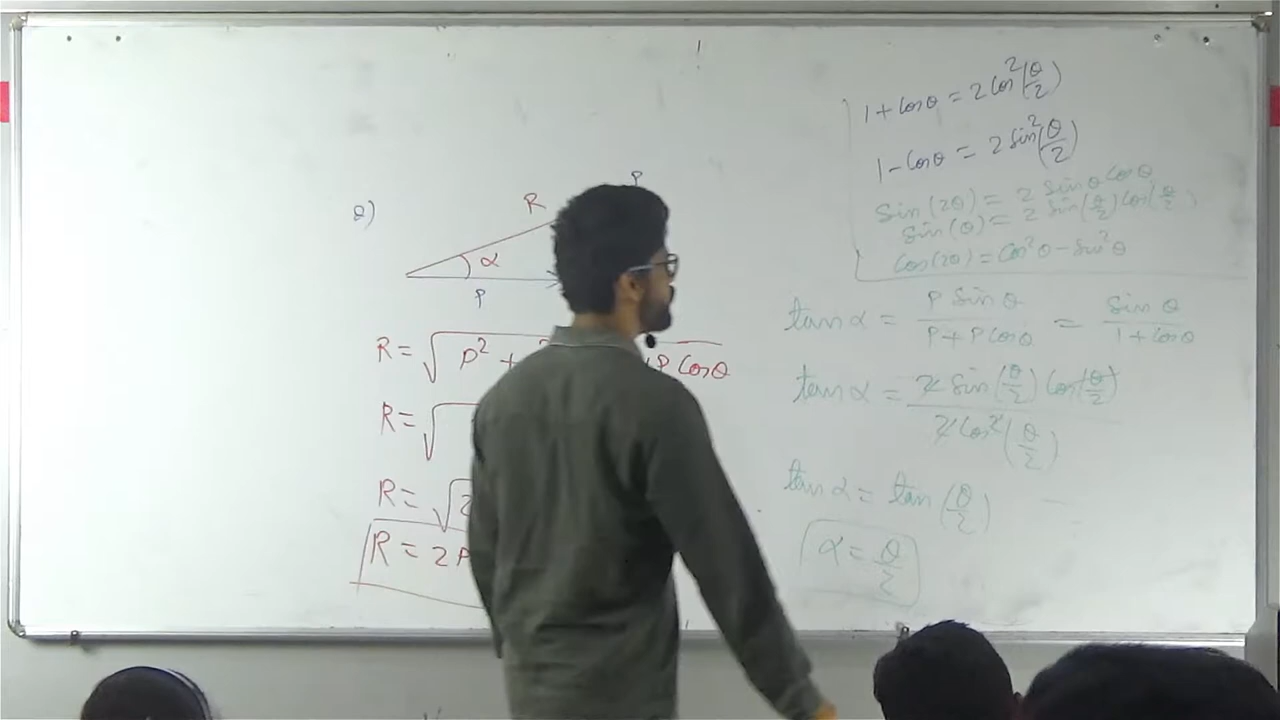 Q)
R
P
α
P
R = √ P² +
P Cosθ
R = √
R = √2
R = 2P
1 + Cosθ = 2 Cos² (θ/2)
1 - Cosθ = 2 Sin² (θ/2)
Sin(2θ) = 2 Sinθ Cosθ
Sin(θ) = 2 Sin(θ/2) Cos(θ/2)
Cos(2θ) = Cos²θ - Sin²θ
tan α = P Sin θ / P + P Cosθ = Sin θ / 1 + Cosθ
tan α = 2 Sin (θ/2) Cos(θ/2) / 2 Cos² (θ/2)
tan α = tan (θ/2)
α = θ/2